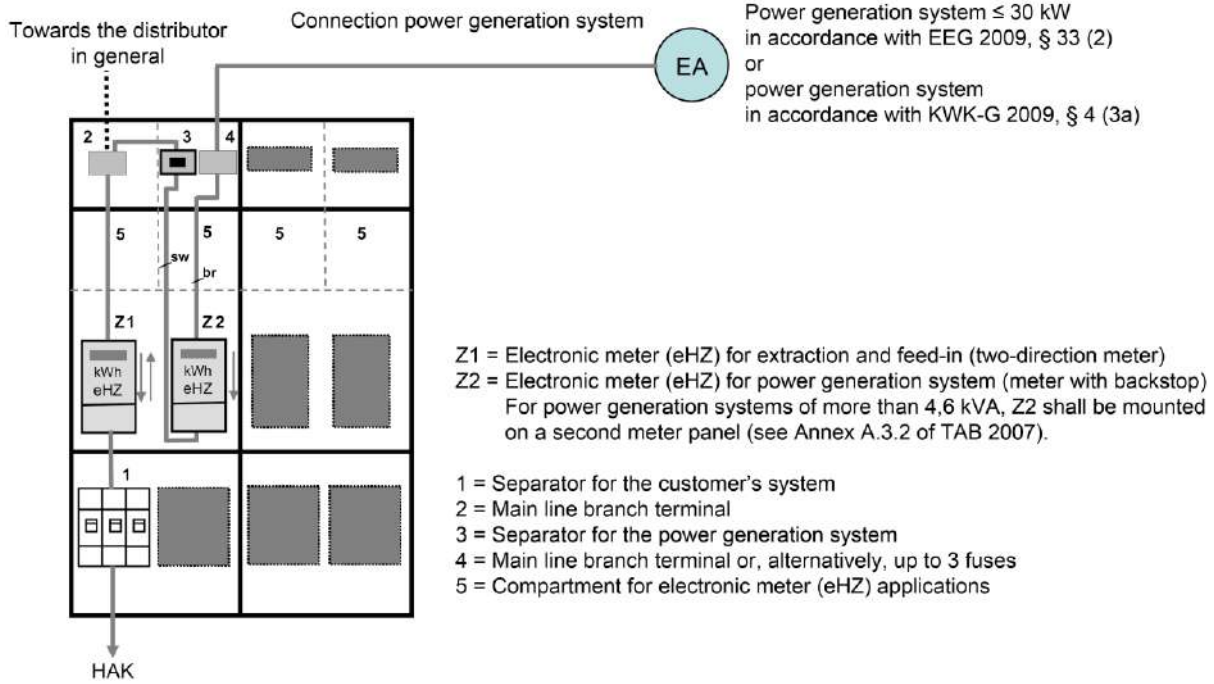 Towards the distributor
in general
Connection power generation system
EA
Power generation system ≤ 30 kW
in accordance with EEG 2009, § 33 (2)
or
power generation system
in accordance with KWK-G 2009, § 4 (3a)
2
3
4
5
5
5
5
sw
br
Z1
Z2
kWh
eHZ
kWh
eHZ
Z1 = Electronic meter (eHZ) for extraction and feed-in (two-direction meter)
Z2 = Electronic meter (eHZ) for power generation system (meter with backstop)
For power generation systems of more than 4,6 kVA, Z2 shall be mounted
on a second meter panel (see Annex A.3.2 of TAB 2007).
1
1 = Separator for the customer's system
2 = Main line branch terminal
3 = Separator for the power generation system
4 = Main line branch terminal or, alternatively, up to 3 fuses
5 = Compartment for electronic meter (eHZ) applications
HAK